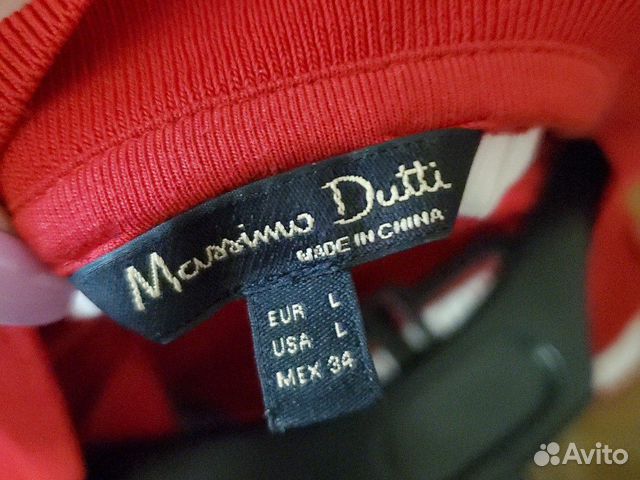 Massimo Dutti
MADE IN CHINA
EUR L
USA L
MEX 34
Avito